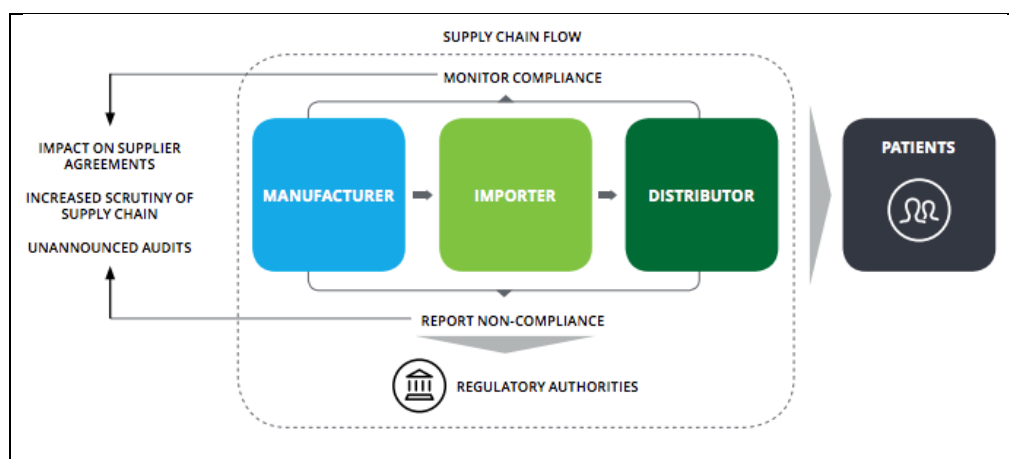 SUPPLY CHAIN FLOW
MONITOR COMPLIANCE
IMPACT ON SUPPLIER
AGREEMENTS
INCREASED SCRUTINY OF
SUPPLY CHAIN
UNANNOUNCED AUDITS
MANUFACTURER
IMPORTER
DISTRIBUTOR
PATIENTS
REPORT NON-COMPLIANCE
REGULATORY AUTHORITIES